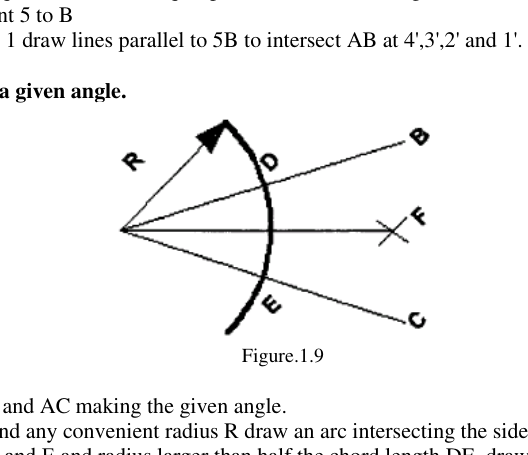 nt 5 to B
1 draw lines parallel to 5B to intersect AB at 4',3',2' and 1'.
a given angle.
R
D
B
F
E
C
Figure.1.9
and AC making the given angle.
nd any convenient radius R draw an arc intersecting the side
and E and radius larger than half the chord length DE, draw